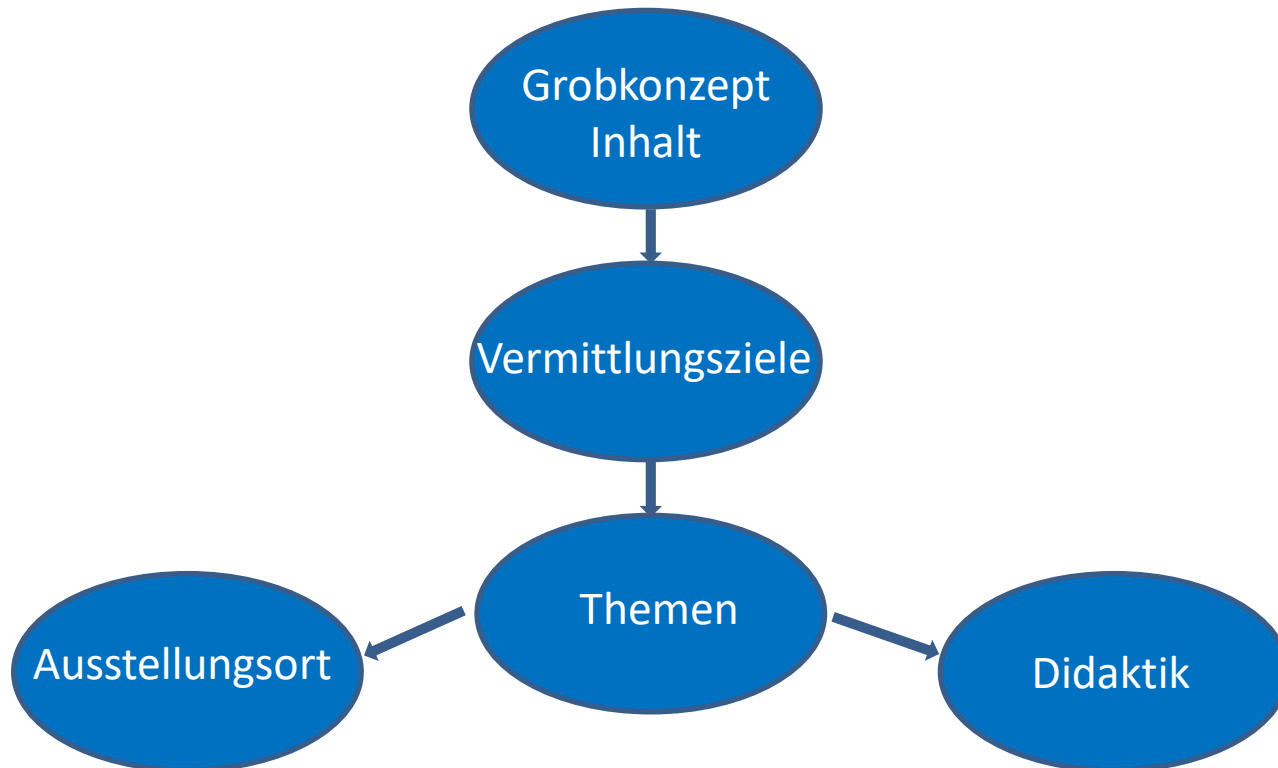 Grobkonzept
Inhalt
Vermittlungsziele
Themen
Ausstellungsort
Didaktik